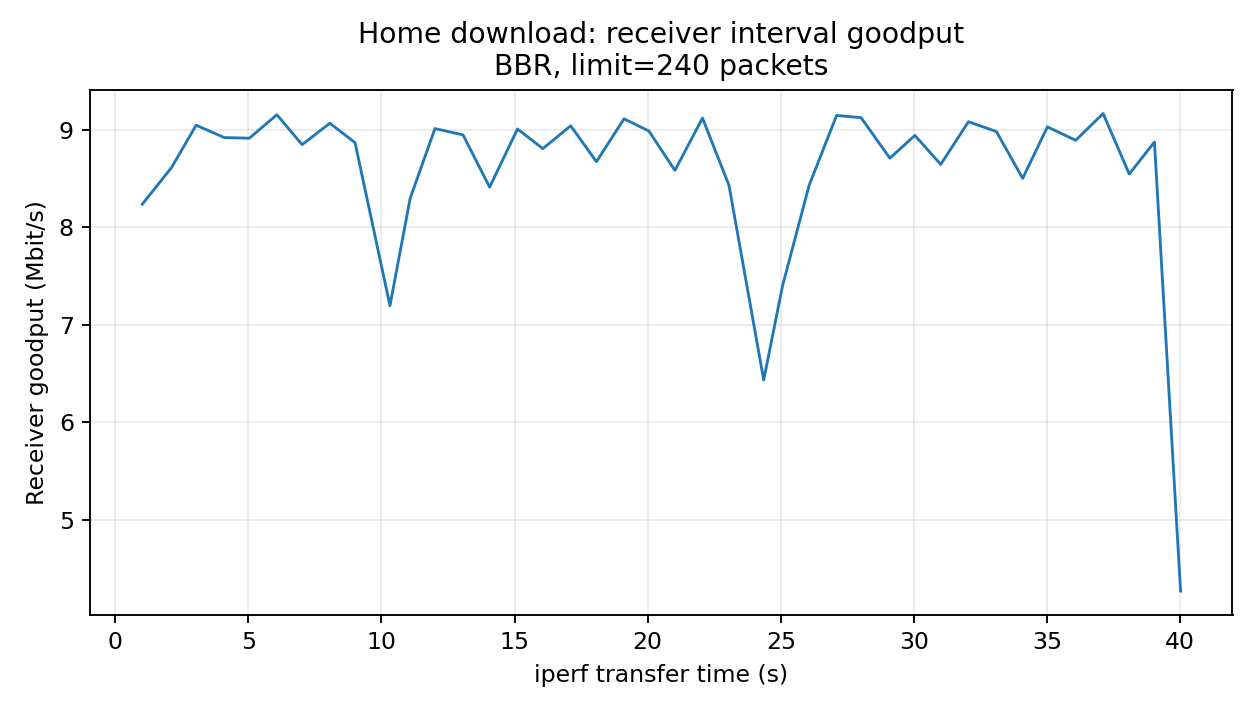 Home download: receiver interval goodput
BBR, limit=240 packets
Receiver goodput (Mbit/s)
9
8
7
6
5
0 5 10 15 20 25 30 35 40
iperf transfer time (s)